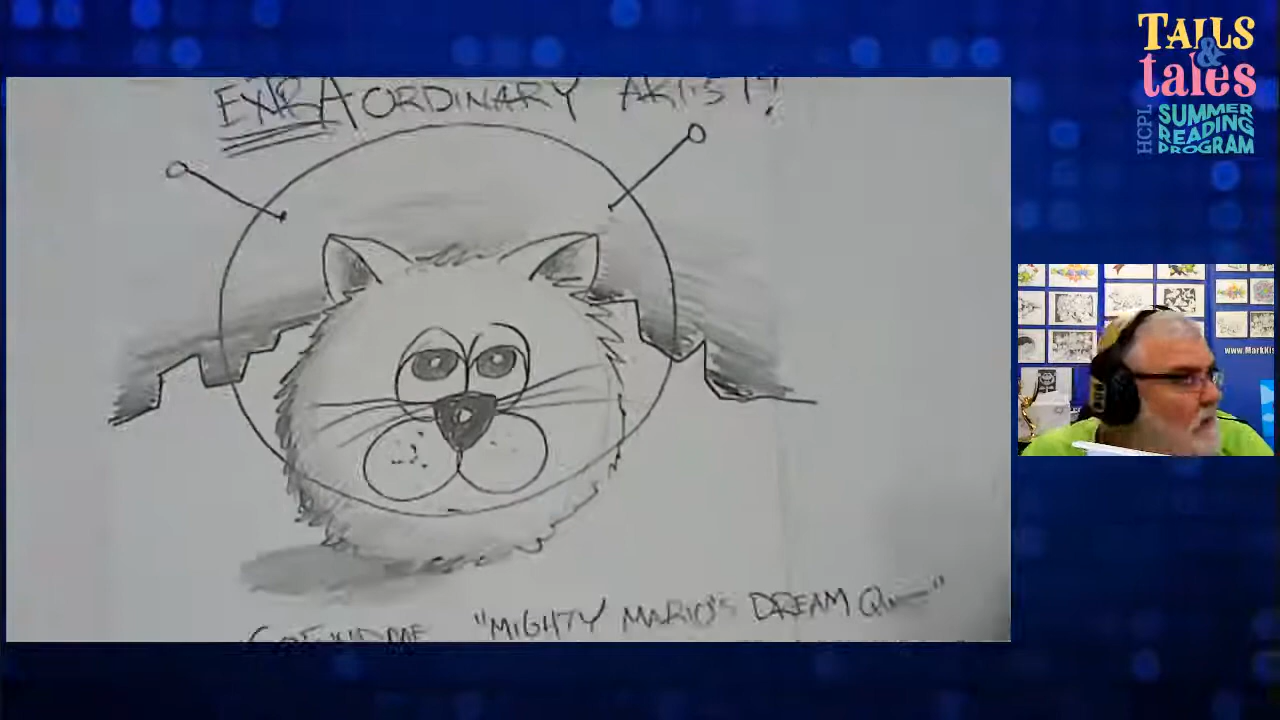 EXTRAORDINARY ARTIST!
"MIGHTY MARIO'S DREAM
TAILS
&
tales
HCPL
SUMMER
READING
PROGRAM